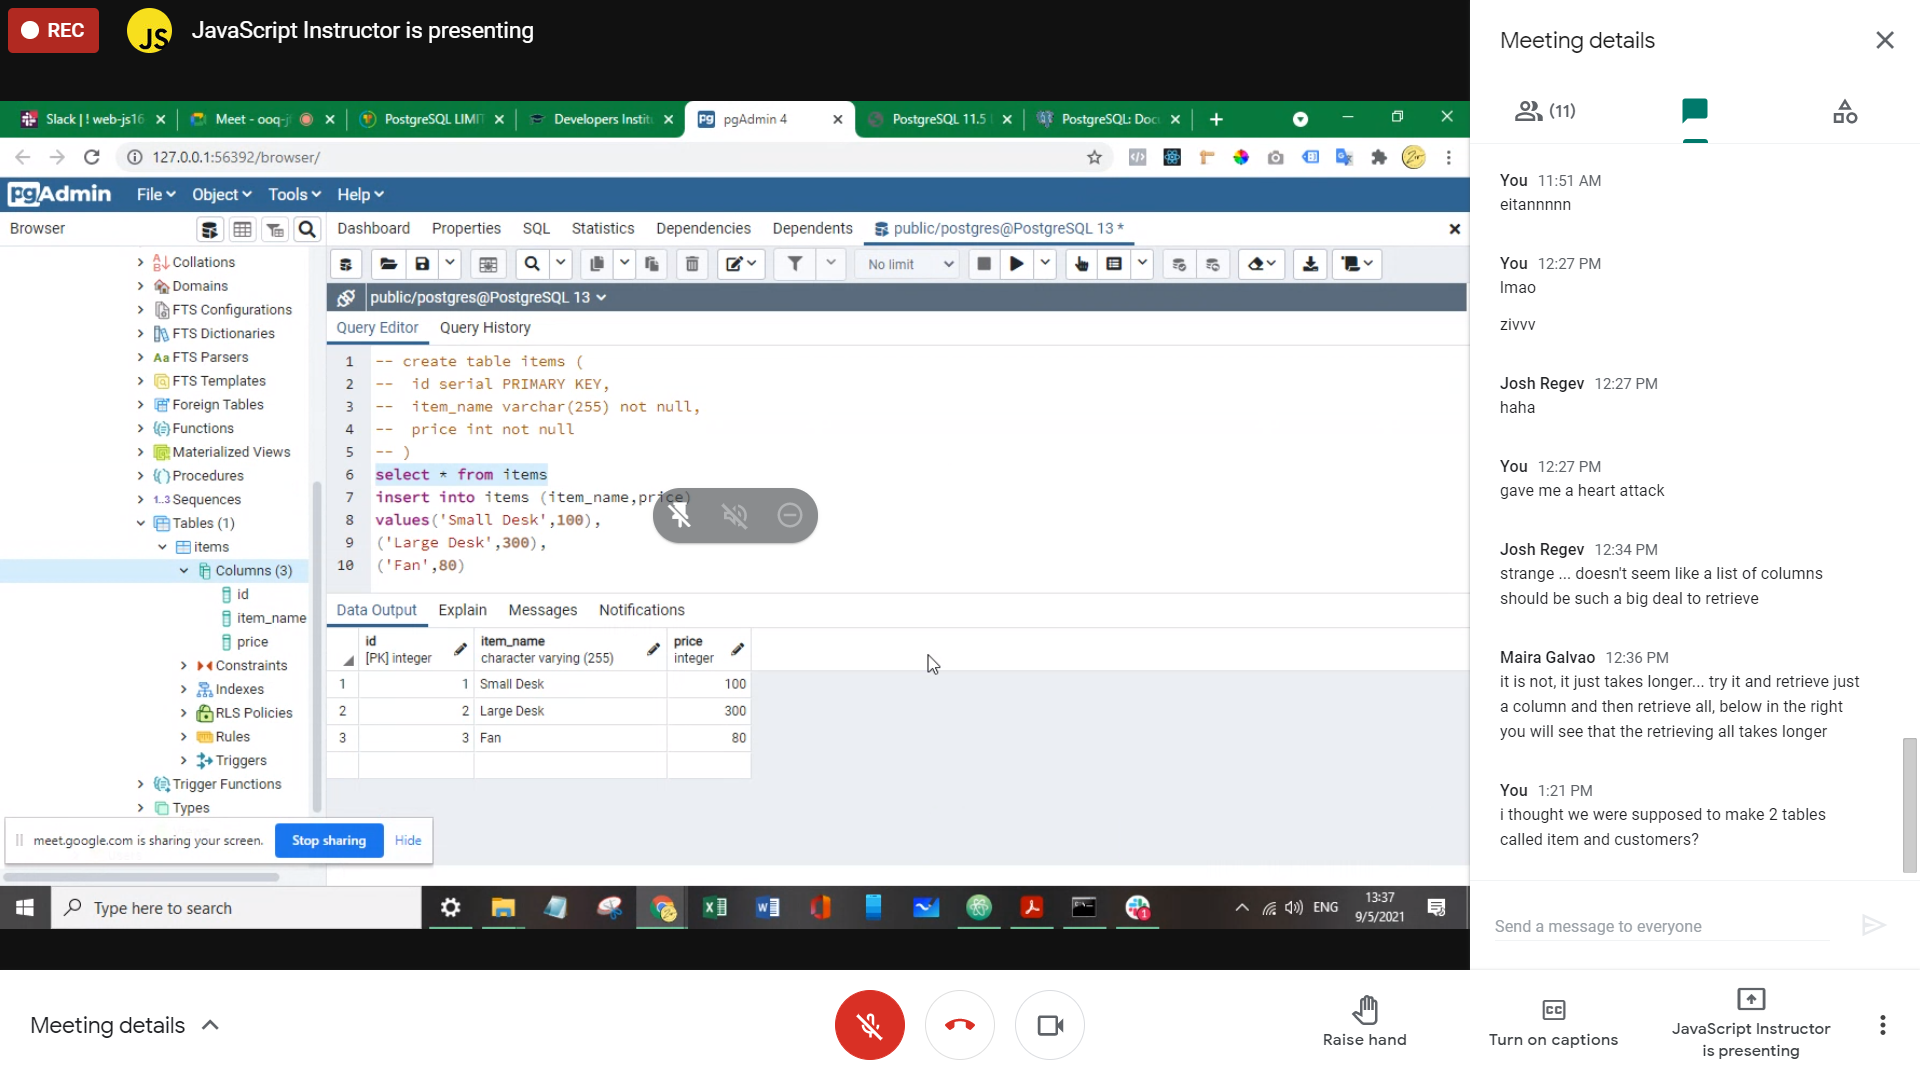 REC
JS
JavaScript Instructor is presenting
Meeting details
Slack | ! web-js16
Meet - ooq-j
PostgreSQL LIMIT
Developers Instit
pgAdmin 4
PostgreSQL 11.5
PostgreSQL: Docu
127.0.0.1:56392/browser/
(11)
pgAdmin
File
Object
Tools
Help
Browser
Dashboard
Properties
SQL
Statistics
Dependencies
Dependents
public/postgres@PostgreSQL 13 *
No limit
public/postgres@PostgreSQL 13
Query Editor
Query History
Collations
Domains
FTS Configurations
FTS Dictionaries
Aa FTS Parsers
FTS Templates
Foreign Tables
Functions
Materialized Views
Procedures
1..3 Sequences
Tables (1)
items
Columns (3)
id
item_name
price
Constraints
Indexes
RLS Policies
Rules
Triggers
Trigger Functions
Types
1 -- create table items (
2 --  id serial PRIMARY KEY,
3 --  item_name varchar(255) not null,
4 --  price int not null
5 -- )
6 select * from items
7 insert into items (item_name,price)
8 values('Small Desk',100),
9 ('Large Desk',300),
10 ('Fan',80)
Data Output
Explain
Messages
Notifications
id
[PK] integer
item_name
character varying (255)
price
integer
1 1 Small Desk 100
2 2 Large Desk 300
3 3 Fan 80
meet.google.com is sharing your screen.
Stop sharing
Hide
Type here to search
1
ENG
13:37
9/5/2021
You 11:51 AM
eitannnnn
You 12:27 PM
lmao
zivvv
Josh Regev 12:27 PM
haha
You 12:27 PM
gave me a heart attack
Josh Regev 12:34 PM
strange ... doesn't seem like a list of columns
should be such a big deal to retrieve
Maira Galvao 12:36 PM
it is not, it just takes longer... try it and retrieve just
a column and then retrieve all, below in the right
you will see that the retrieving all takes longer
You 1:21 PM
i thought we were supposed to make 2 tables
called item and customers?
Send a message to everyone
Meeting details
Raise hand
CC
Turn on captions
JavaScript Instructor
is presenting